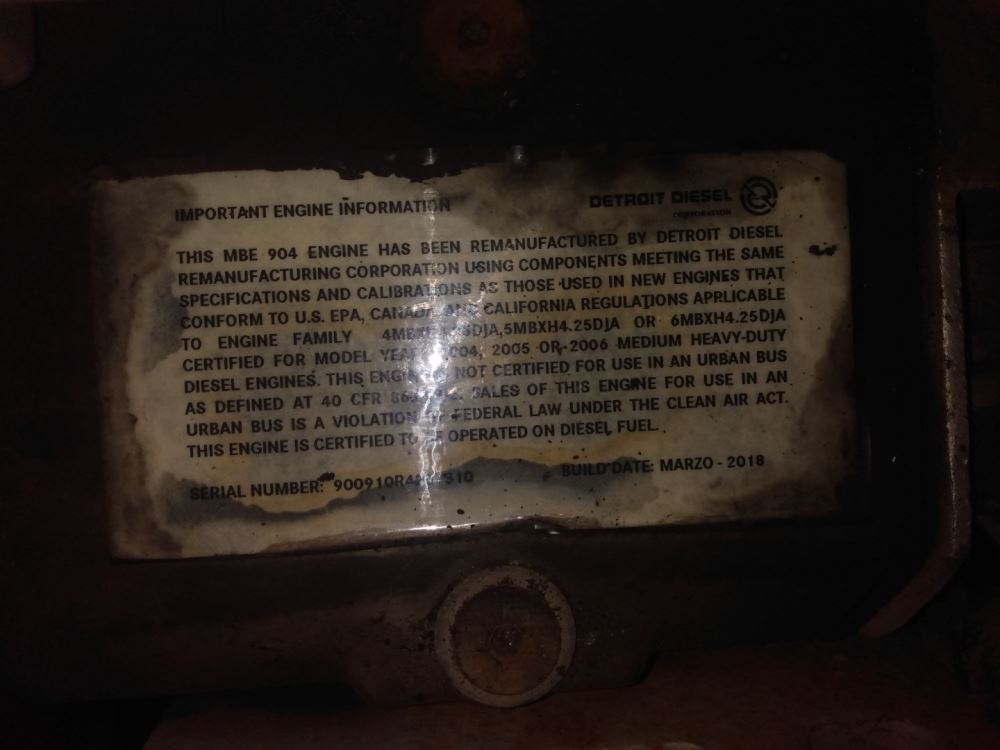 IMPORTANT ENGINE INFORMATION
DETROIT DIESEL
CORPORATION
THIS MBE 904 ENGINE HAS BEEN REMANUFACTURED BY DETROIT DIESEL
REMANUFACTURING CORPORATION USING COMPONENTS MEETING THE SAME
SPECIFICATIONS AND CALIBRATIONS AS THOSE USED IN NEW ENGINES THAT
CONFORM TO U.S. EPA, CANADA AND CALIFORNIA REGULATIONS APPLICABLE
TO ENGINE FAMILY 5MBXH4.25DJA OR 6MBXH4.25DJA
CERTIFIED FOR MODEL 2005 OR 2006 MEDIUM HEAVY-DUTY
DIESEL ENGINES. THIS NOT CERTIFIED FOR USE IN AN URBAN BUS
AS DEFINED AT 40 CFR SALES OF THIS ENGINE FOR USE IN AN
URBAN BUS IS A VIOLATION OF FEDERAL LAW UNDER THE CLEAN AIR ACT.
THIS ENGINE IS CERTIFIED TO OPERATED ON DIESEL FUEL.
SERIAL NUMBER:
BUILD DATE: MARZO - 2018